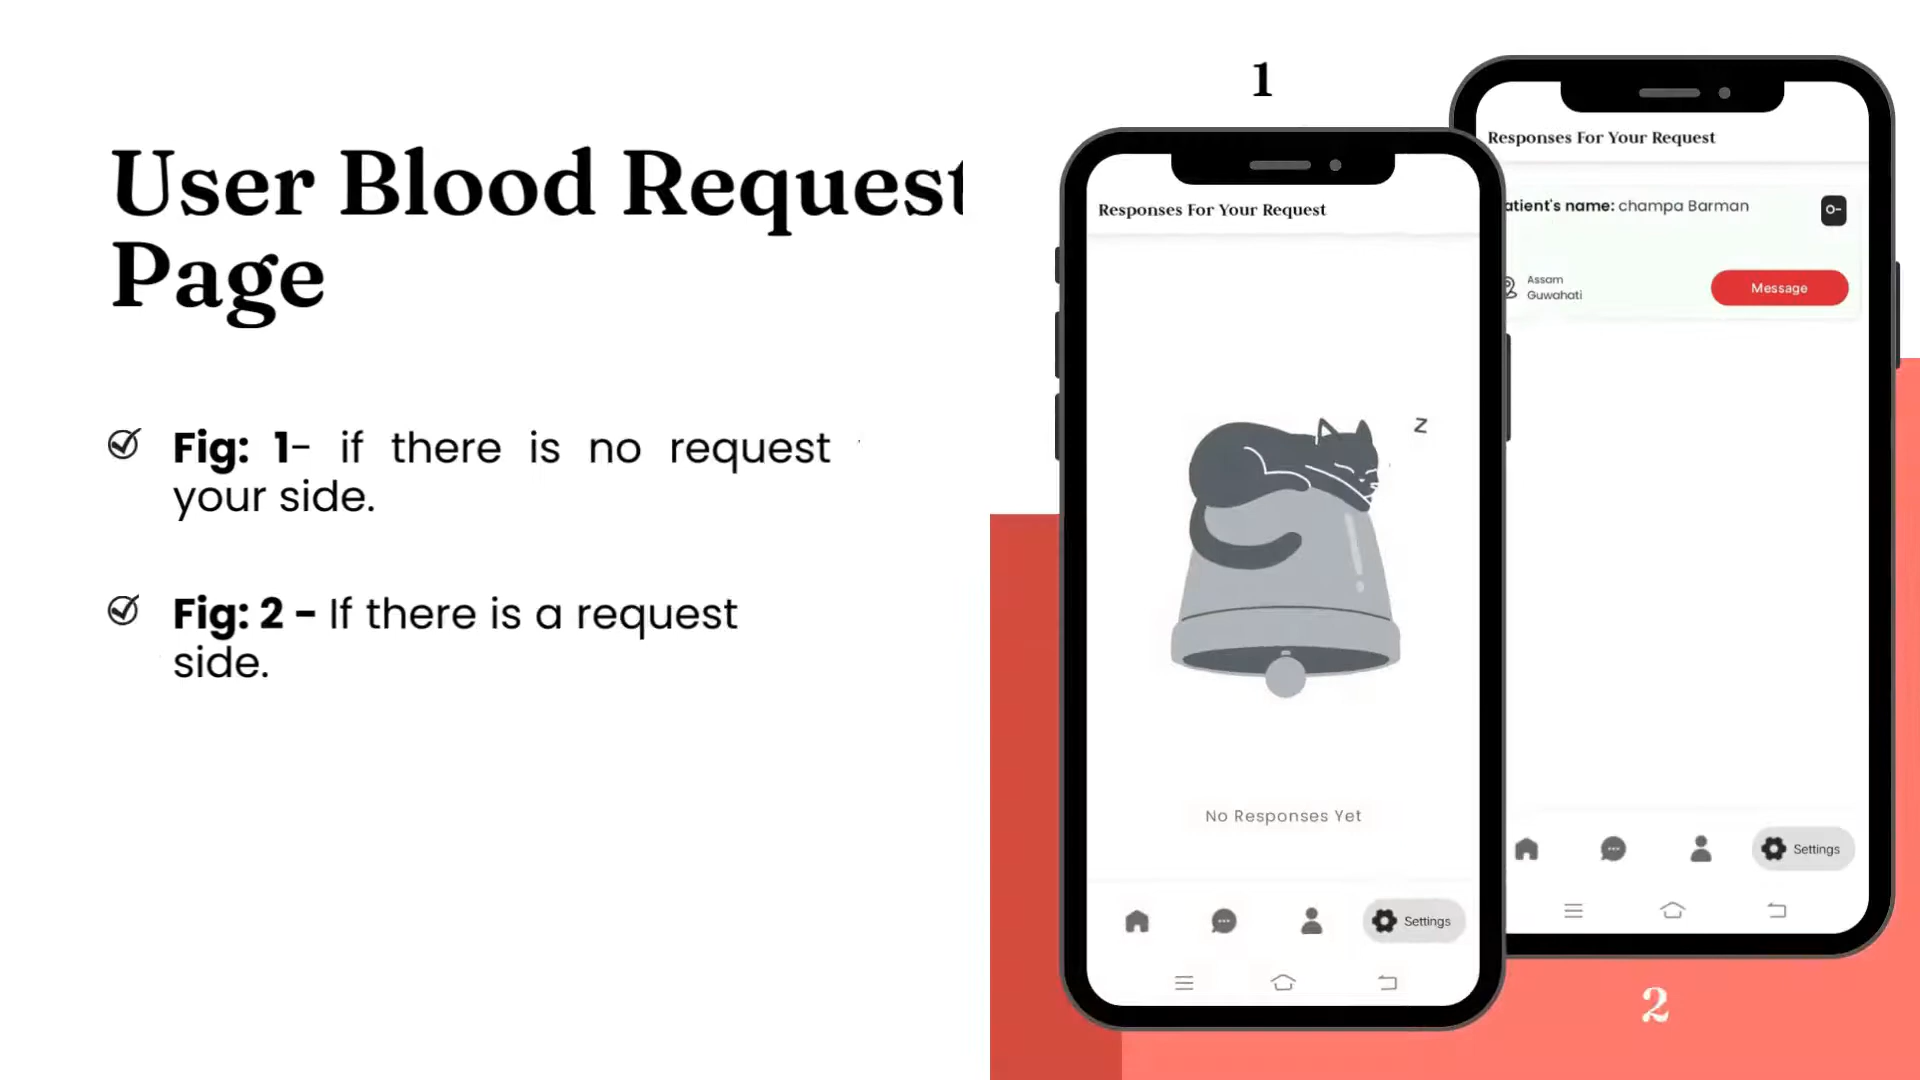 User Blood Request
Page
Fig: 1- if there is no request
your side.
Fig: 2 - If there is a request
side.
1
Responses For Your Request
Z
No Responses Yet
Settings
Responses For Your Request
atient's name: champa Barman
O-
Assam
Guwahati
Message
Settings
2